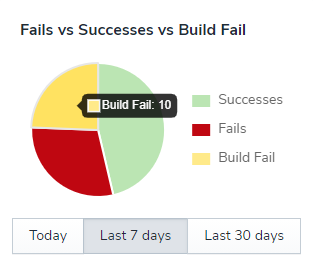 Fails vs Successes vs Build Fail
Build Fail: 10
Successes
Fails
Build Fail
Today Last 7 days Last 30 days